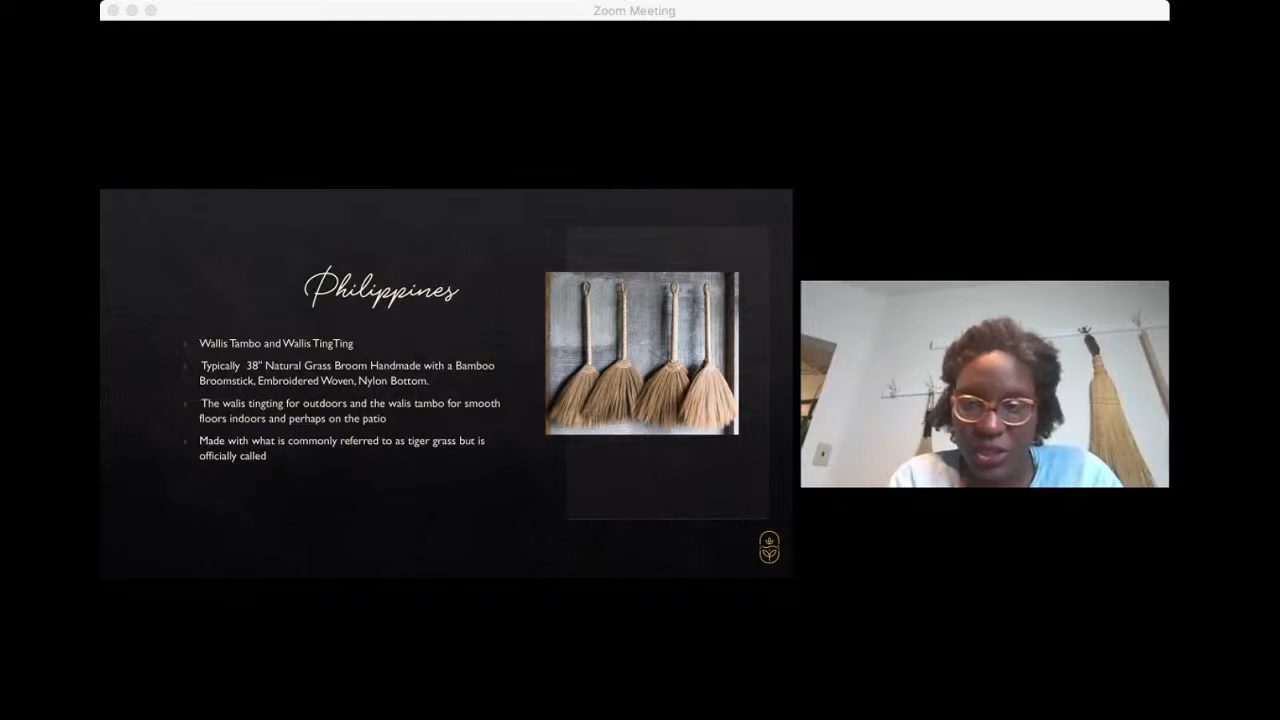 Zoom Meeting
Philippines
Wallis Tambo and Wallis TingTing
Typically 38" Natural Grass Broom Handmade with a Bamboo
Broomstick, Embroidered Woven, Nylon Bottom.
The walis tingting for outdoors and the walis tambo for smooth
floors indoors and perhaps on the patio
Made with what is commonly referred to as tiger grass but is
officially called